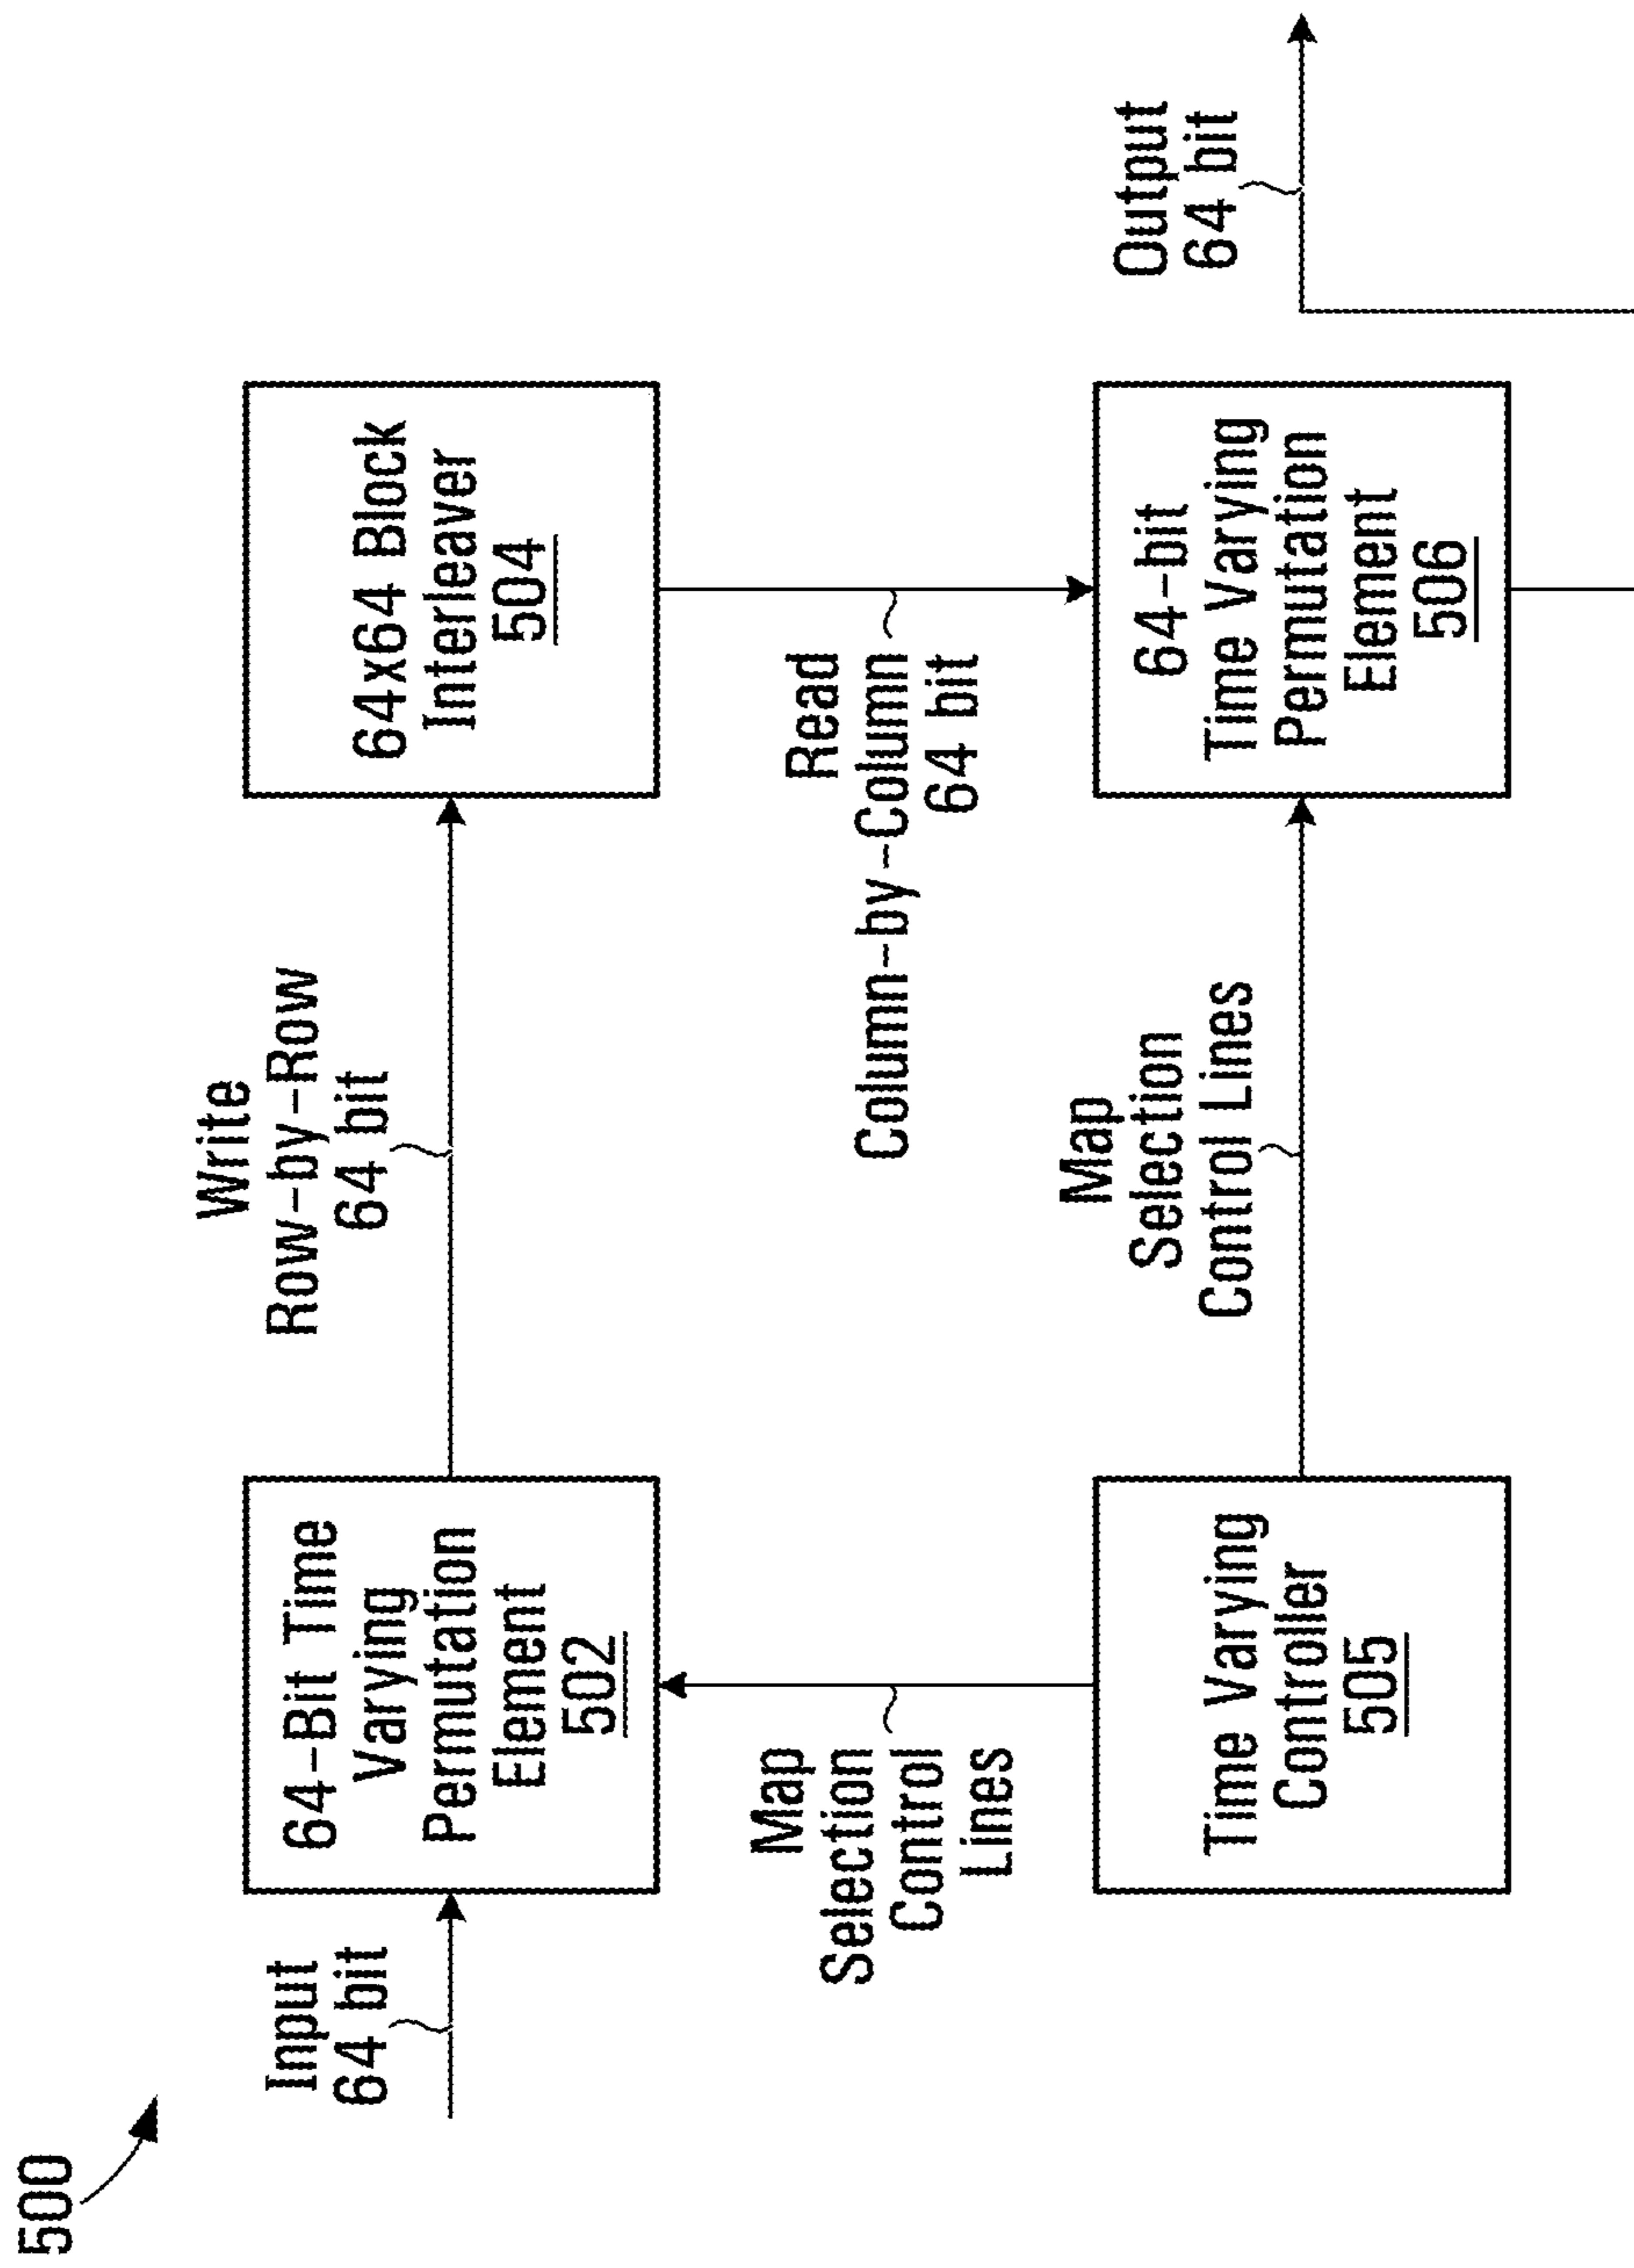 500
Input
64 bit
64-Bit Time
Varying
Permutation
Element
502
Write
Row-by-Row
64 bit
64x64 Block
Interleaver
504
Map
Selection
Control
Lines
Read
Column-by-Column
64 bit
Time Varying
Controller
505
Map
Selection
Control Lines
64-bit
Time Varying
Permutation
Element
506
Output
64 bit